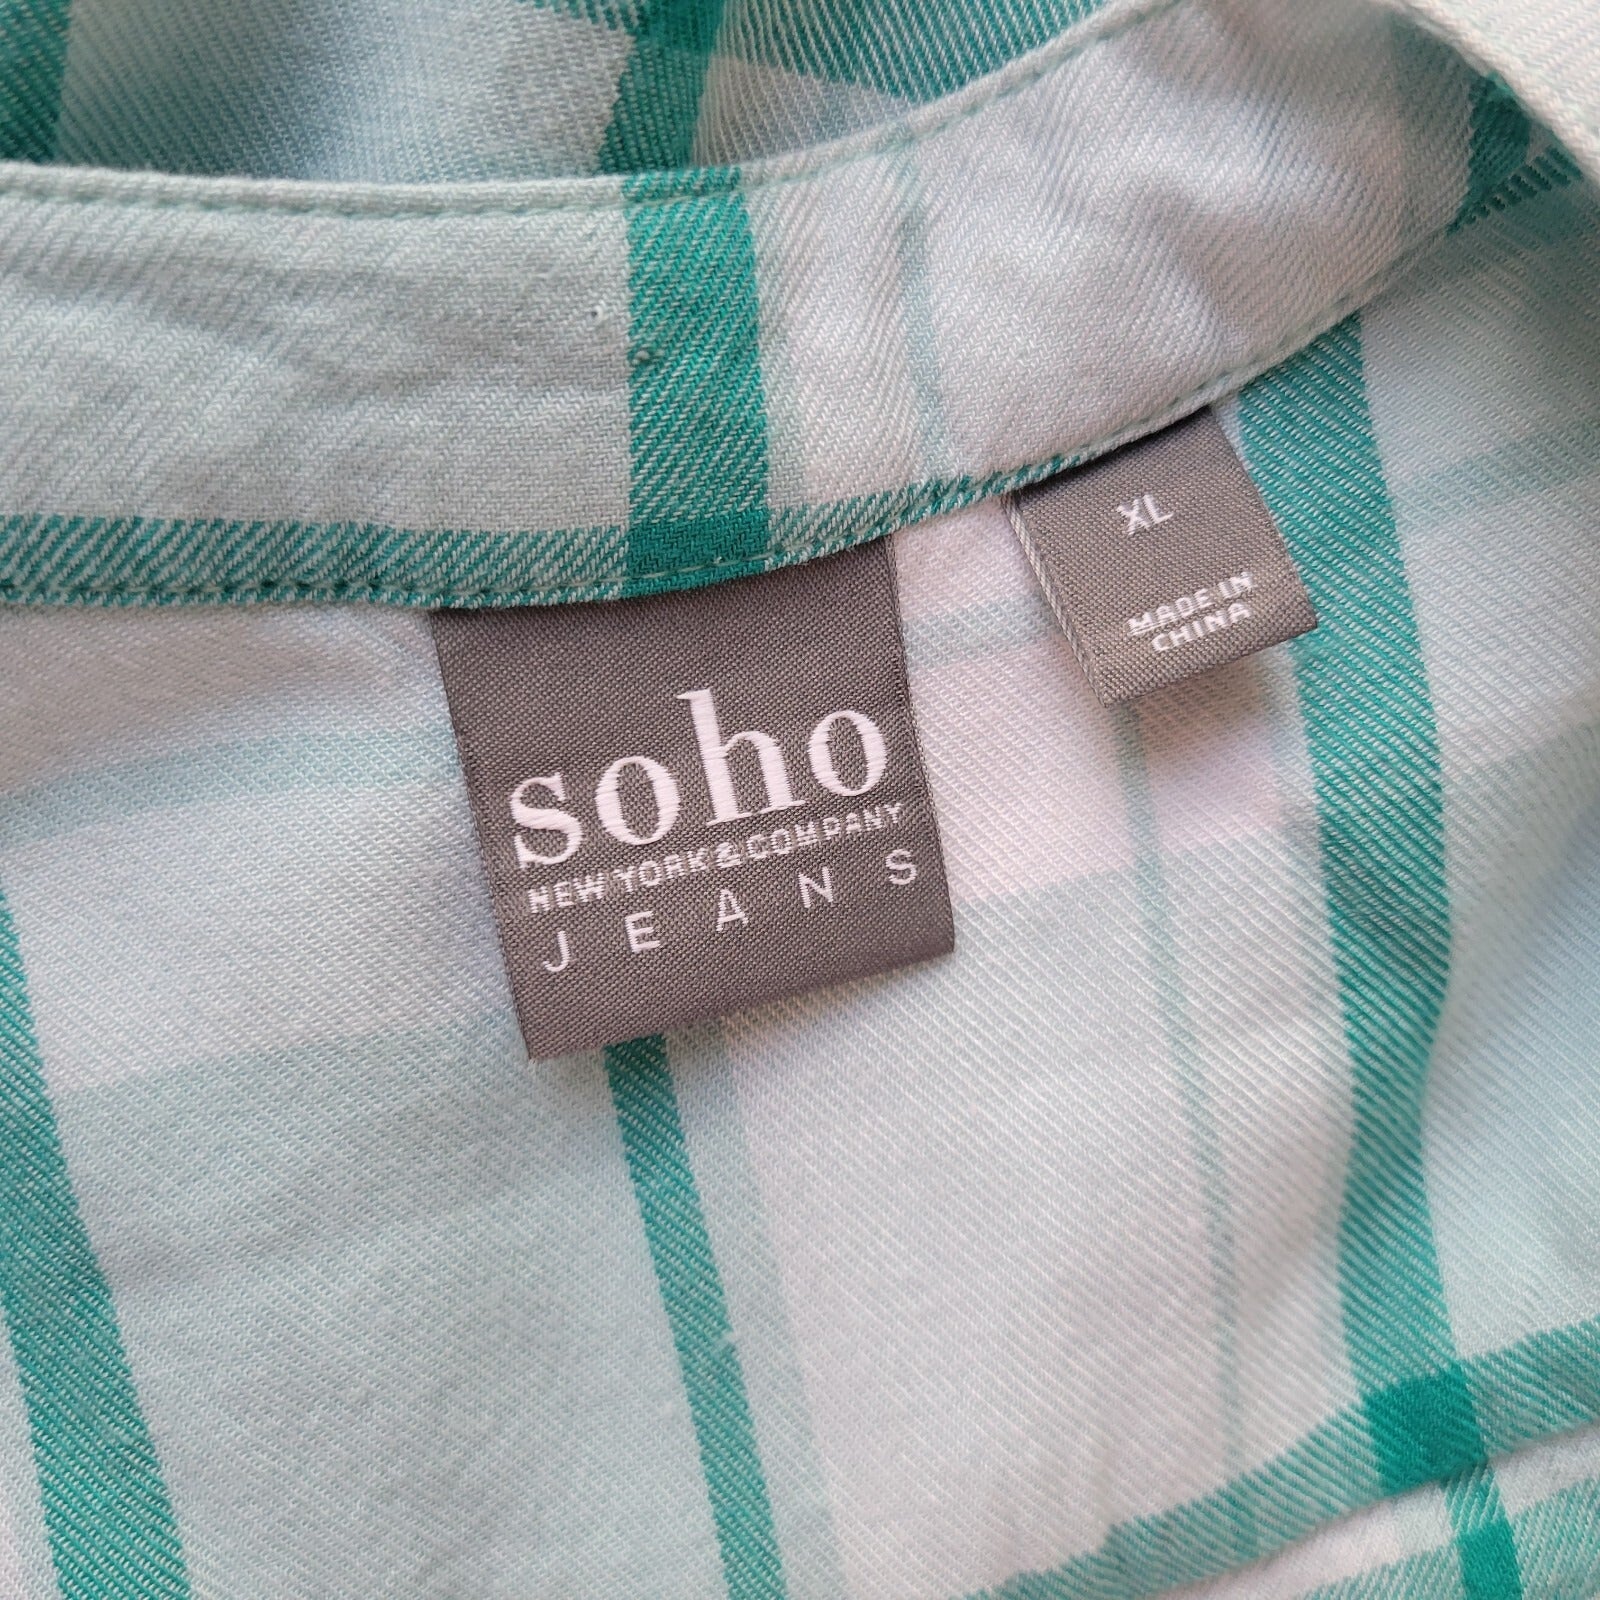 XL
MADE IN
CHINA
soho
NEW YORK & COMPANY
JEANS